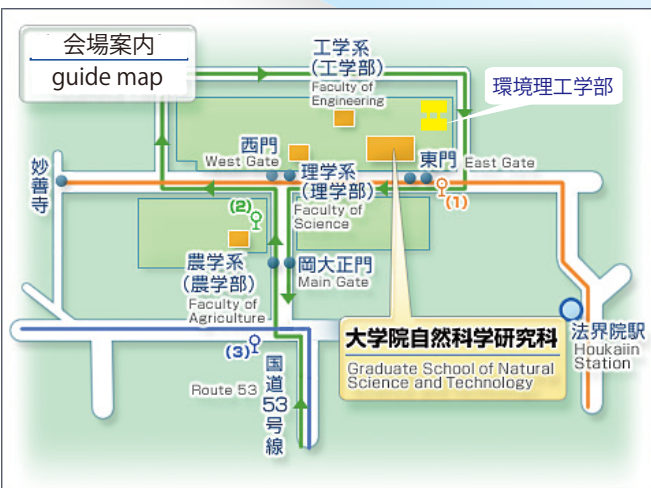 会場案内
guide map
工学系
(工学部)
Faculty of
Engineering
環境理工学部
西門
West Gate
東門 East Gate
妙善寺
理学系
(理学部)
Faculty of
Science
(1)
(2)
農学系
(農学部)
Faculty of
Agriculture
岡大正門
Main Gate
大学院自然科学研究科
Graduate School of Natural
Science and Technology
法界院駅
Houkaiin
Station
(3)
Route 53
国道53号線